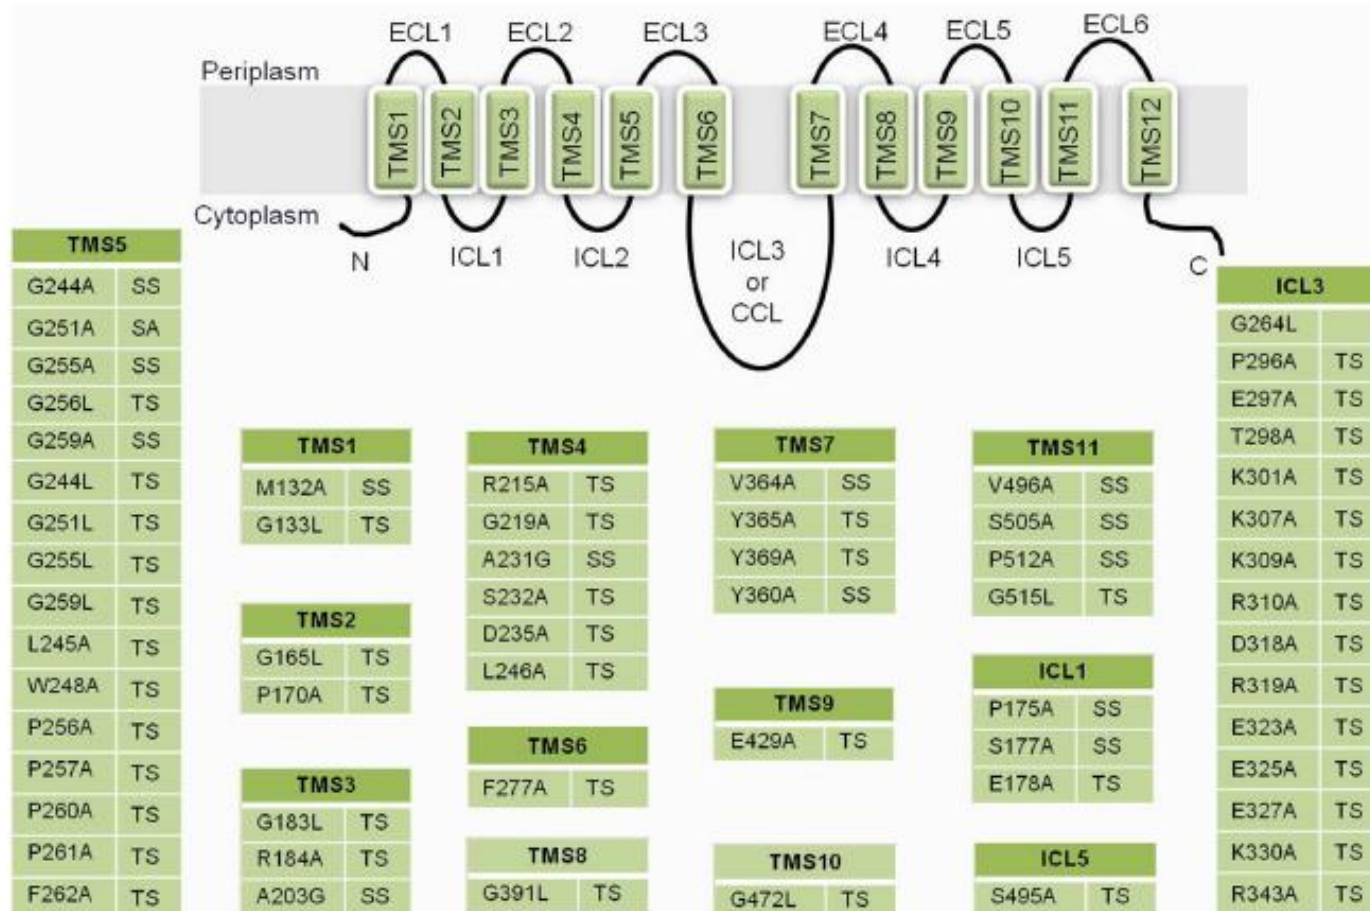 ECL1 ECL2 ECL3 ECL4 ECL5 ECL6
Periplasm
TMS1 TMS2 TMS3 TMS4 TMS5 TMS6 TMS7 TMS8 TMS9 TMS10 TMS11 TMS12
Cytoplasm
N ICL1 ICL2 ICL3 ICL4 ICL5 C
or
CCL
TMS5
G244A SS
G251A SA
G255A SS
G256L TS
G259A SS
G244L TS
G251L TS
G255L TS
G259L TS
L245A TS
W248A TS
P256A TS
P257A TS
P260A TS
P261A TS
F262A TS
TMS1
M132A SS
G133L TS
TMS2
G165L TS
P170A TS
TMS3
G183L TS
R184A TS
A203G SS
TMS4
R215A TS
G219A TS
A231G SS
S232A TS
D235A TS
L246A TS
TMS6
F277A TS
TMS8
G391L TS
TMS7
V364A SS
Y365A TS
Y369A TS
Y360A SS
TMS9
E429A TS
TMS10
G472L TS
TMS11
V496A SS
S505A SS
P512A SS
G515L TS
ICL1
P175A SS
S177A SS
E178A TS
ICL5
S495A TS
ICL3
G264L
P296A TS
E297A TS
T298A TS
K301A TS
K307A TS
K309A TS
R310A TS
D318A TS
R319A TS
E323A TS
E325A TS
E327A TS
K330A TS
R343A TS